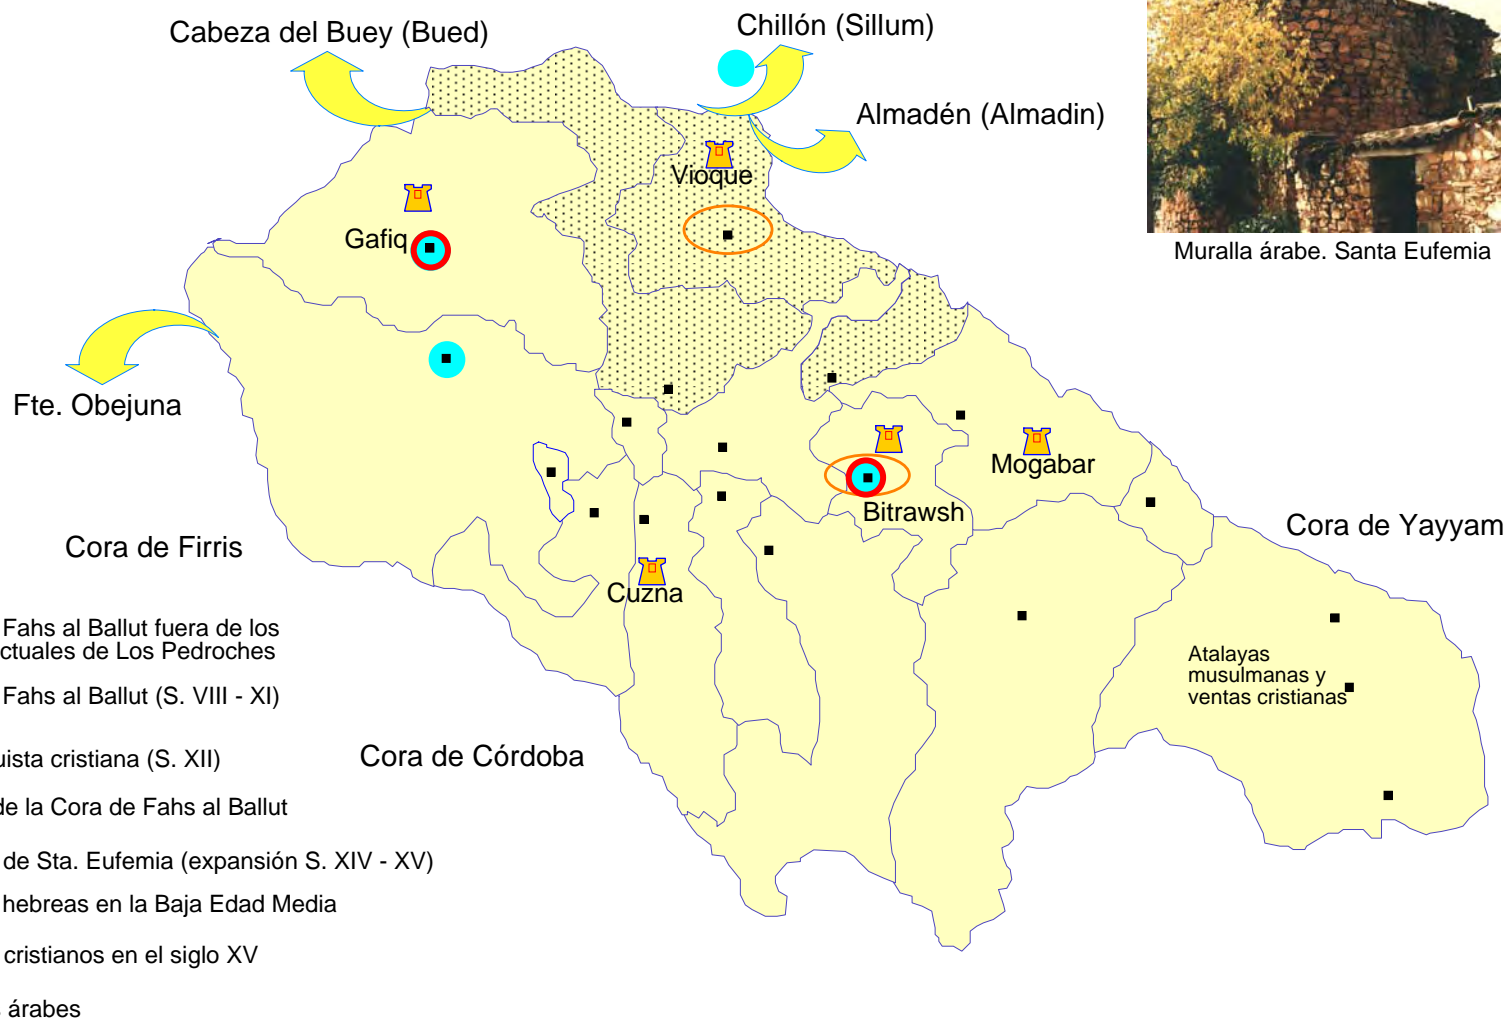 Cabeza del Buey (Bued)
Chillón (Sillum)
Almadén (Almadin)
Vioque
Gafiq
Muralla árabe. Santa Eufemia
Fte. Obejuna
Mogabar
Bitrawsh
Cora de Yayyam
Cora de Firris
Cuzna
Fahs al Ballut fuera de los
ctuales de Los Pedroches
Atalayas
musulmanas y
ventas cristianas
Fahs al Ballut (S. VIII - XI)
uista cristiana (S. XII)
Cora de Córdoba
de la Cora de Fahs al Ballut
de Sta. Eufemia (expansión S. XIV - XV)
hebreas en la Baja Edad Media
cristianos en el siglo XV
árabes